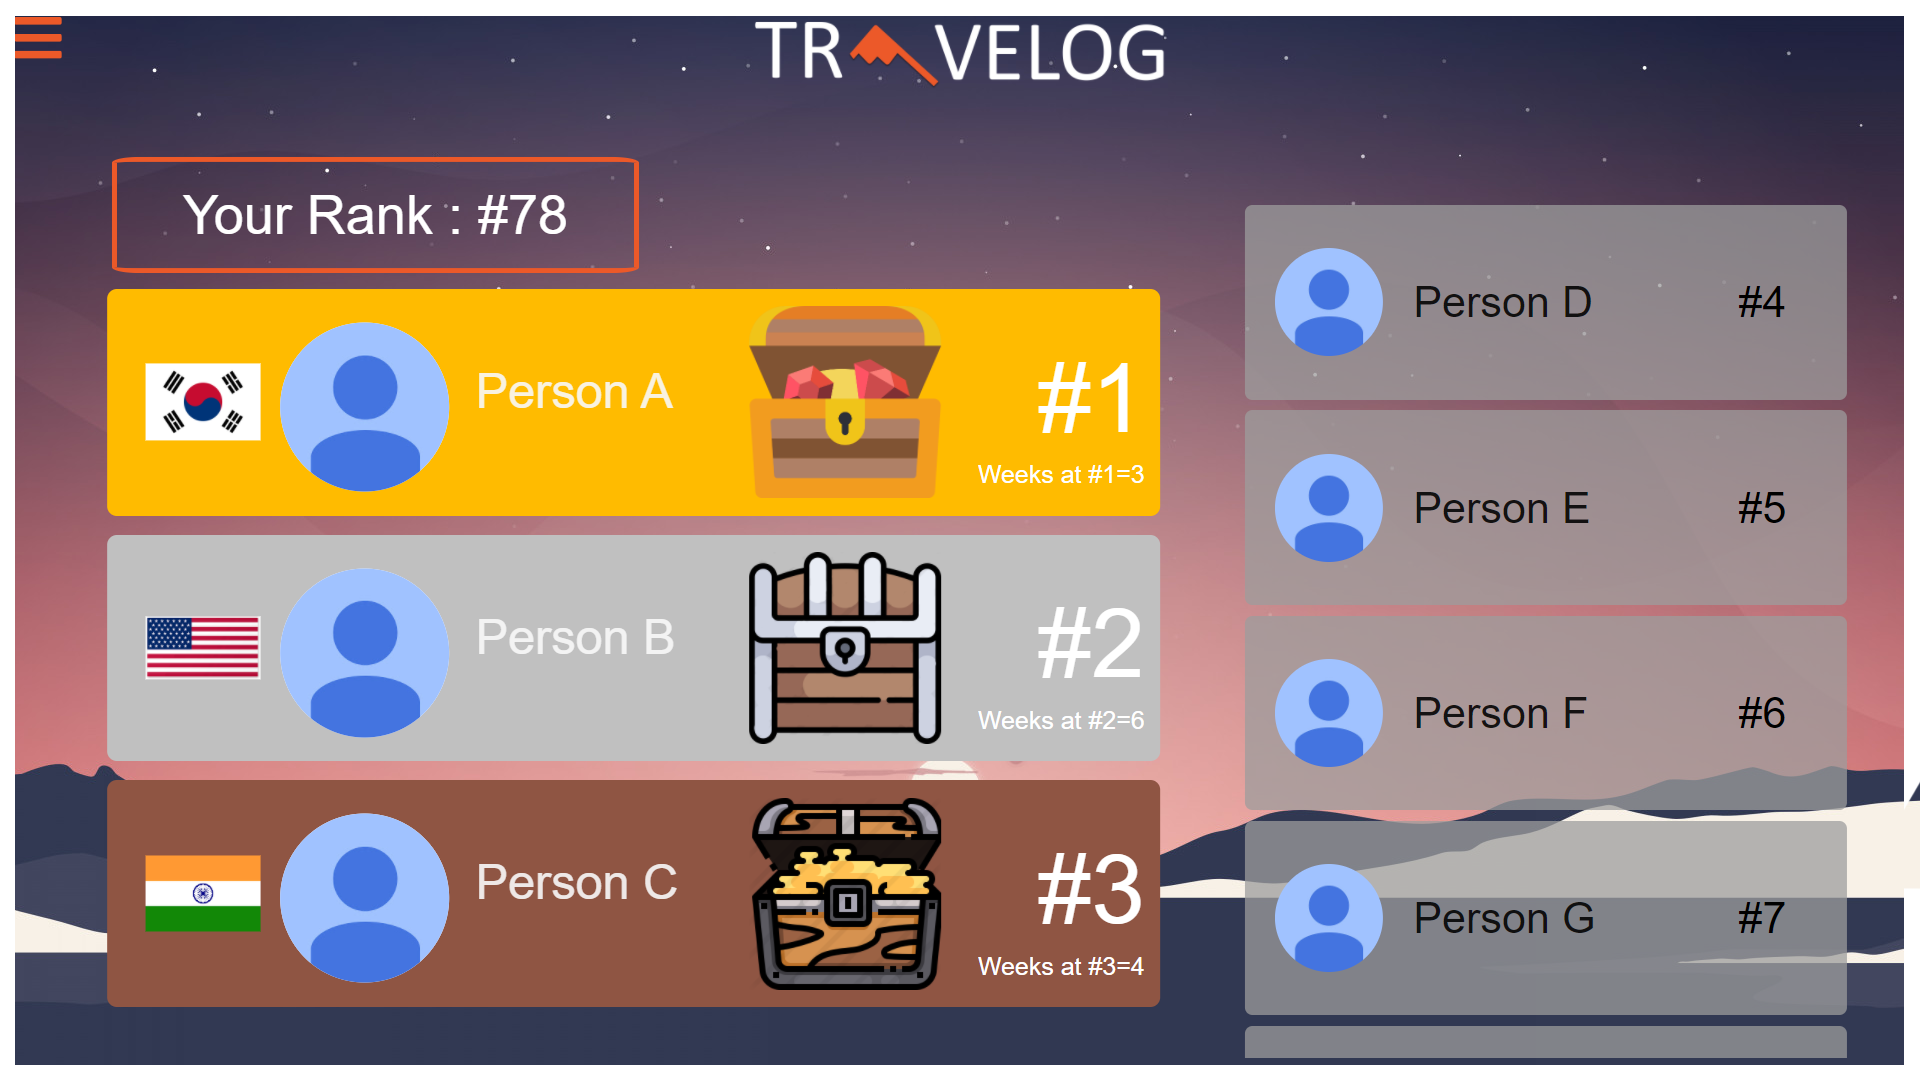 TRAVELOG
Your Rank : #78
Person A
#1
Weeks at #1=3
Person B
#2
Weeks at #2=6
Person C
#3
Weeks at #3=4
Person D #4
Person E #5
Person F #6
Person G #7